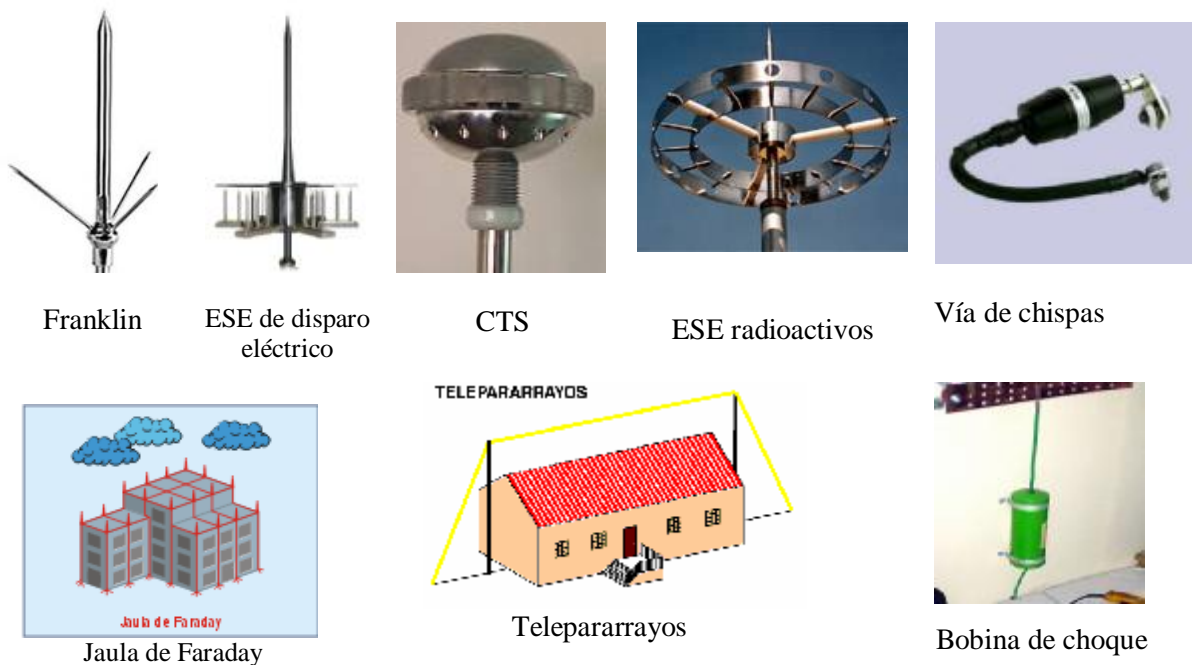 Franklin
ESE de disparo
eléctrico
CTS
ESE radioactivos
Vía de chispas
Jaula de Faraday
Jaula de Faraday
TELEPARARRAYOS
Telepararrayos
Bobina de choque